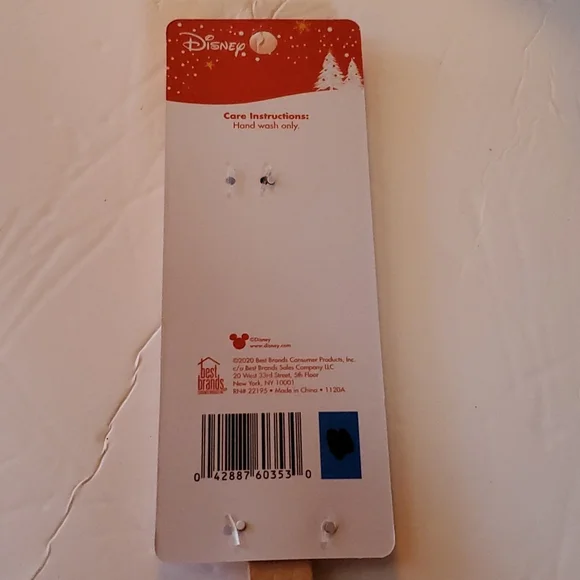 Disney
Care Instructions:
Hand wash only.
©Disney
www.disney.com
©2020 Best Brands Consumer Products, Inc.
c/o Best Brands Sales Company LLC
20 West 33rd Street, 5th Floor
New York, NY 10001
RN# 22195 • Made in China • 1120A
best
brands
0 42887 60353 0